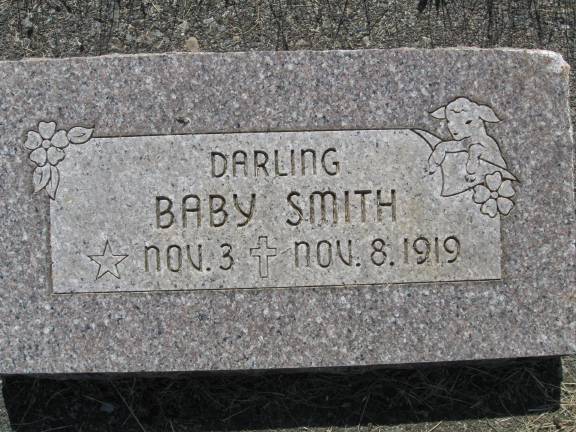 DARLING
BABY SMITH
NOV. 3 NOV. 8. 1919